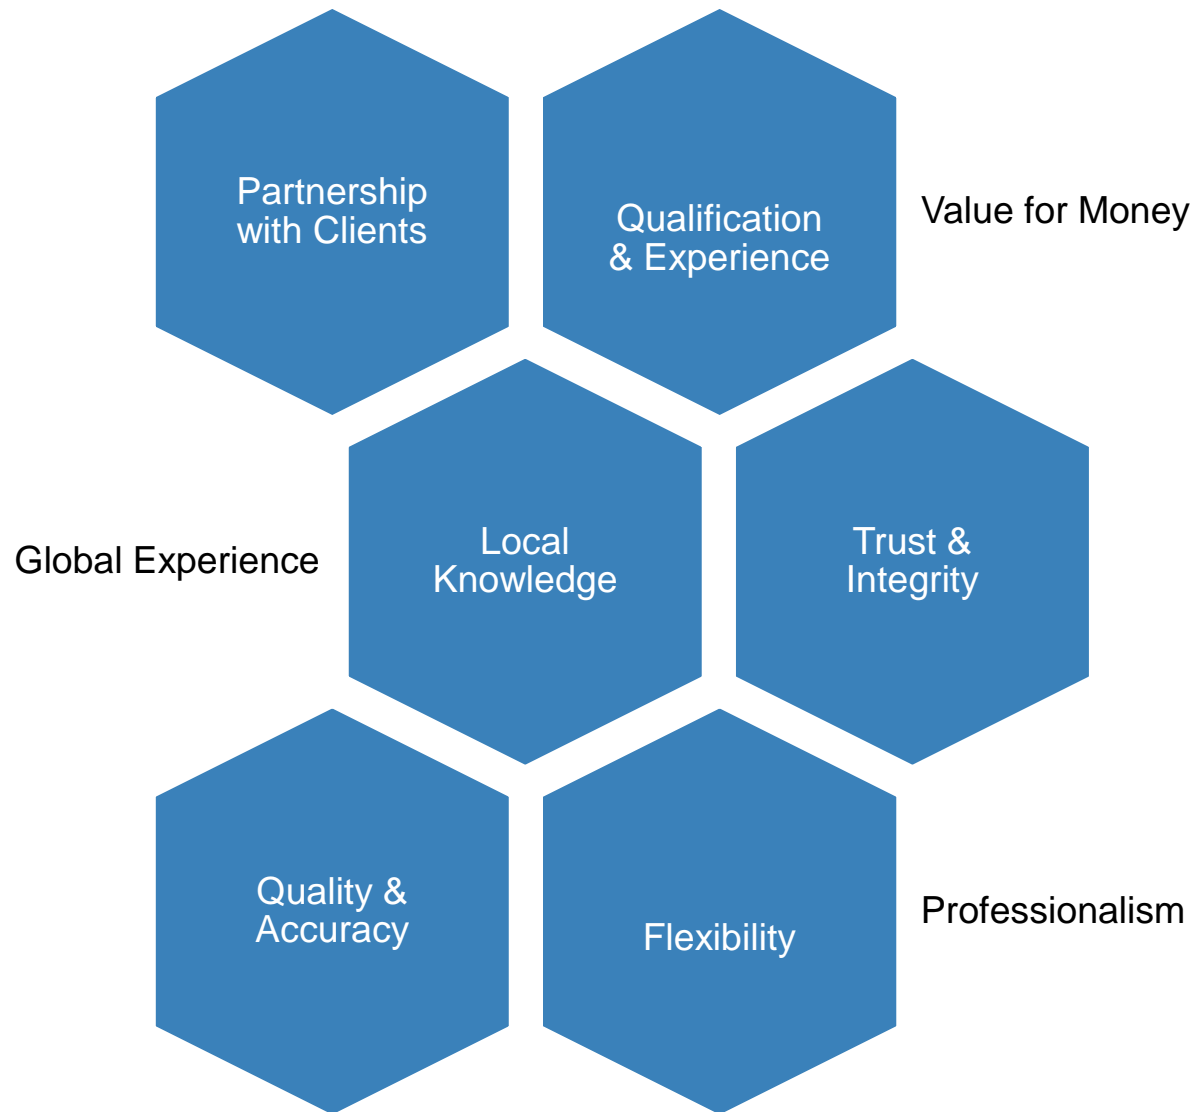 Partnership
with Clients
Qualification
& Experience
Value for Money
Global Experience
Local
Knowledge
Trust &
Integrity
Quality &
Accuracy
Flexibility
Professionalism